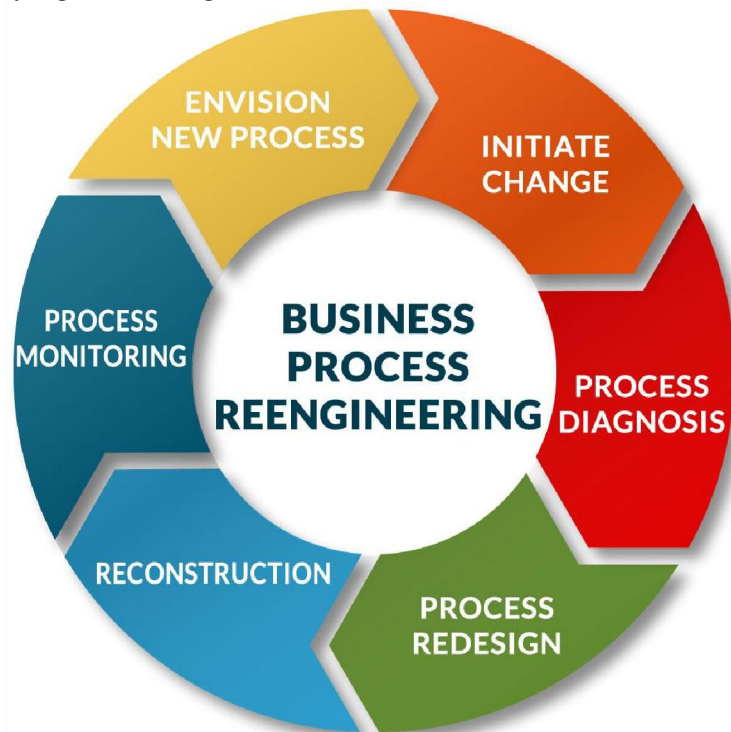 ENVISION
NEW PROCESS
INITIATE
CHANGE
PROCESS
DIAGNOSIS
PROCESS
REDESIGN
RECONSTRUCTION
PROCESS
MONITORING
BUSINESS
PROCESS
REENGINEERING